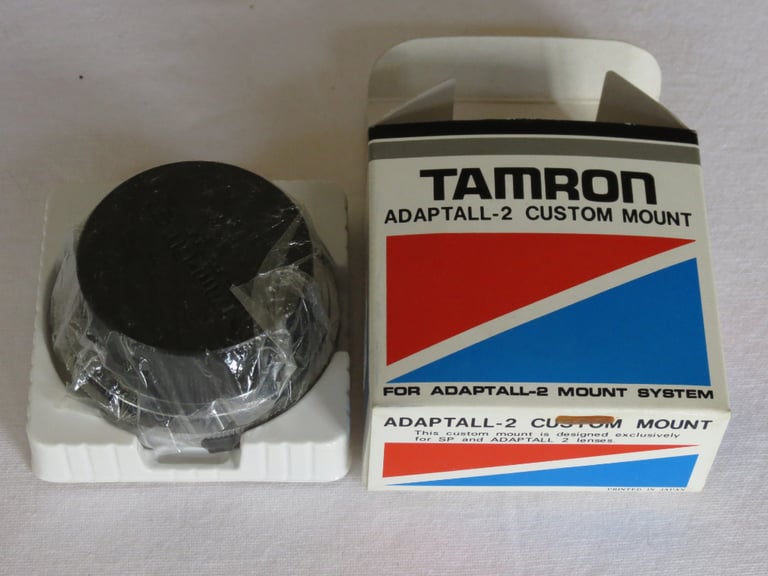 TAMRON
ADAPTALL-2 CUSTOM MOUNT
FOR ADAPTALL-2 MOUNT SYSTEM
ADAPTALL-2 CUSTOM MOUNT
This custom mount is designed exclusively
for SP and ADAPTALL 2 lenses.
PRINTED IN JAPAN